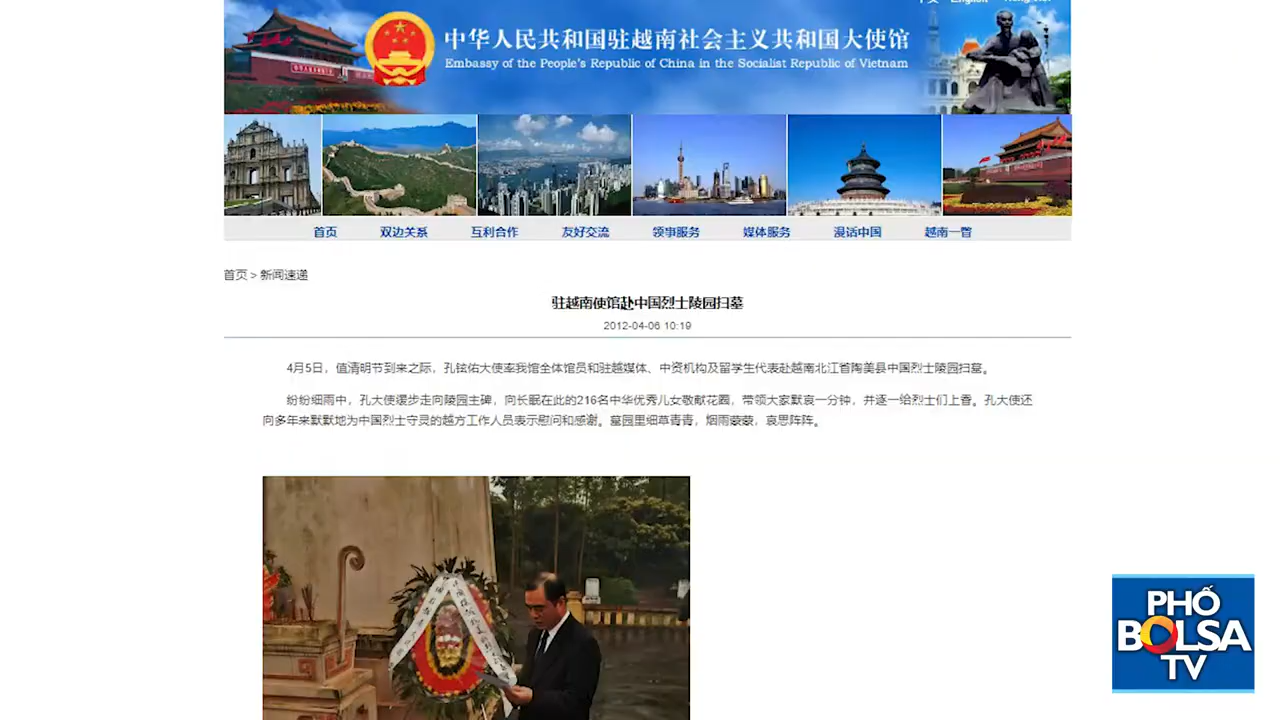 English
中华人民共和国驻越南社会主义共和国大使馆
Embassy of the People's Republic of China in the Socialist Republic of Vietnam
首页 双边关系 互利合作 友好交流 领事服务 媒体服务 漫话中国 越南一瞥
首页 > 新闻速递
驻越南使馆赴中国烈士陵园扫墓
2012-04-06 10:19
4月5日，值清明节到来之际，孔铉佑大使率我馆全体馆员和驻越媒体、中资机构及留学生代表赴越南北江省陶美县中国烈士陵园扫墓。
纷纷细雨中，孔大使缓步走向陵园主碑，向长眠在此的216名中华优秀儿女敬献花圈，带领大家默哀一分钟，并逐一给烈士们上香。孔大使还
向多年来默默地为中国烈士守灵的越方工作人员表示慰问和感谢。墓园里细草青青，烟雨蒙蒙，哀思阵阵。
PHỐ
BOLSA
TV